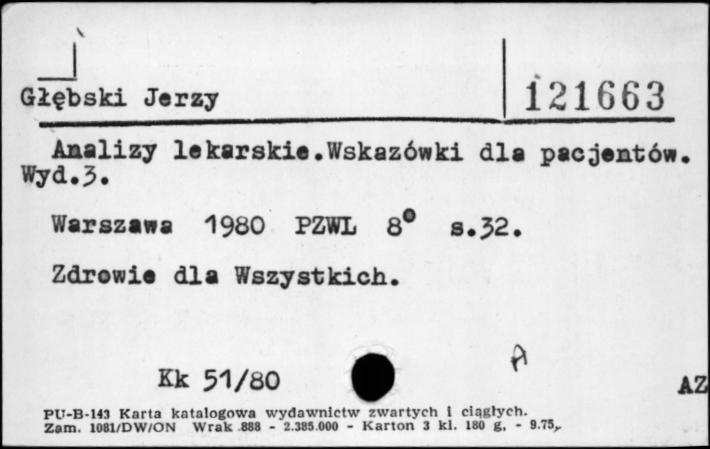 Głębski Jerzy 121663
Analizy lekarskie.Wskazówki dla pacjentów.
Wyd.3.
Warszawa 1980 PZWL 8° s.32.
Zdrowie dla Wszystkich.
A
Kk 51/80 AZ
PU-B-143 Karta katalogowa wydawnictw zwartych i ciągłych.
Zam. 1081/DW/ON Wrak .888 - 2.385.000 - Karton 3 kl. 180 g. - 9.75,.